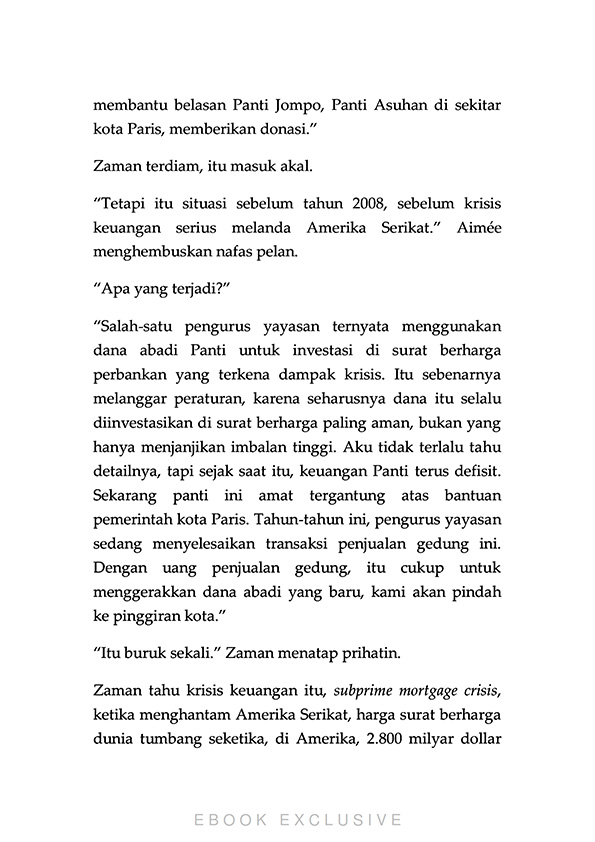 membantu belasan Panti Jompo, Panti Asuhan di sekitar
kota Paris, memberikan donasi.”
Zaman terdiam, itu masuk akal.
“Tetapi itu situasi sebelum tahun 2008, sebelum krisis
keuangan serius melanda Amerika Serikat.” Aimée
menghembuskan nafas pelan.
“Apa yang terjadi?”
“Salah-satu pengurus yayasan ternyata menggunakan
dana abadi Panti untuk investasi di surat berharga
perbankan yang terkena dampak krisis. Itu sebenarnya
melanggar peraturan, karena seharusnya dana itu selalu
diinvestasikan di surat berharga paling aman, bukan yang
hanya menjanjikan imbalan tinggi. Aku tidak terlalu tahu
detailnya, tapi sejak saat itu, keuangan Panti terus defisit.
Sekarang panti ini amat tergantung atas bantuan
pemerintah kota Paris. Tahun-tahun ini, pengurus yayasan
sedang menyelesaikan transaksi penjualan gedung ini.
Dengan uang penjualan gedung, itu cukup untuk
menggerakkan dana abadi yang baru, kami akan pindah
ke pinggiran kota.”
“Itu buruk sekali.” Zaman menatap prihatin.
Zaman tahu krisis keuangan itu, subprime mortgage crisis,
ketika menghantam Amerika Serikat, harga surat berharga
dunia tumbang seketika, di Amerika, 2.800 milyar dollar
EBOOK EXCLUSIVE